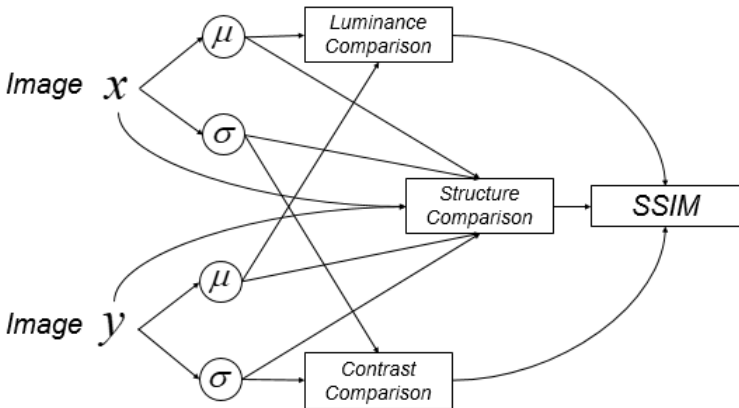 μ
Luminance
Comparison
Image x
σ
Structure
Comparison
SSIM
μ
Image y
σ
Contrast
Comparison